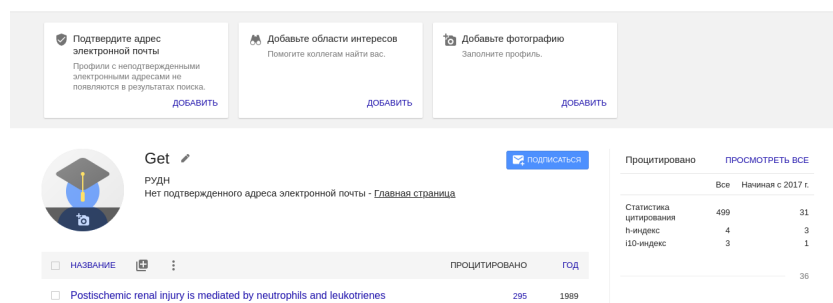 Подтвердите адрес
электронной почты
Профили с неподтвержденными
электронными адресами не
появляются в результатах поиска.
ДОБАВИТЬ
Добавьте области интересов
Помогите коллегам найти вас.
ДОБАВИТЬ
Добавьте фотографию
Заполните профиль.
ДОБАВИТЬ
Get
РУДН
Нет подтвержденного адреса электронной почты - Главная страница
ПОДПИСАТЬСЯ
НАЗВАНИЕ ПРОЦИТИРОВАНО ГОД
Postischemic renal injury is mediated by neutrophils and leukotrienes 295 1989
Процитировано ПРОСМОТРЕТЬ ВСЕ
Все Начиная с 2017 г.
Статистика
цитирования 499 31
h-индекс 4 3
i10-индекс 3 1
36